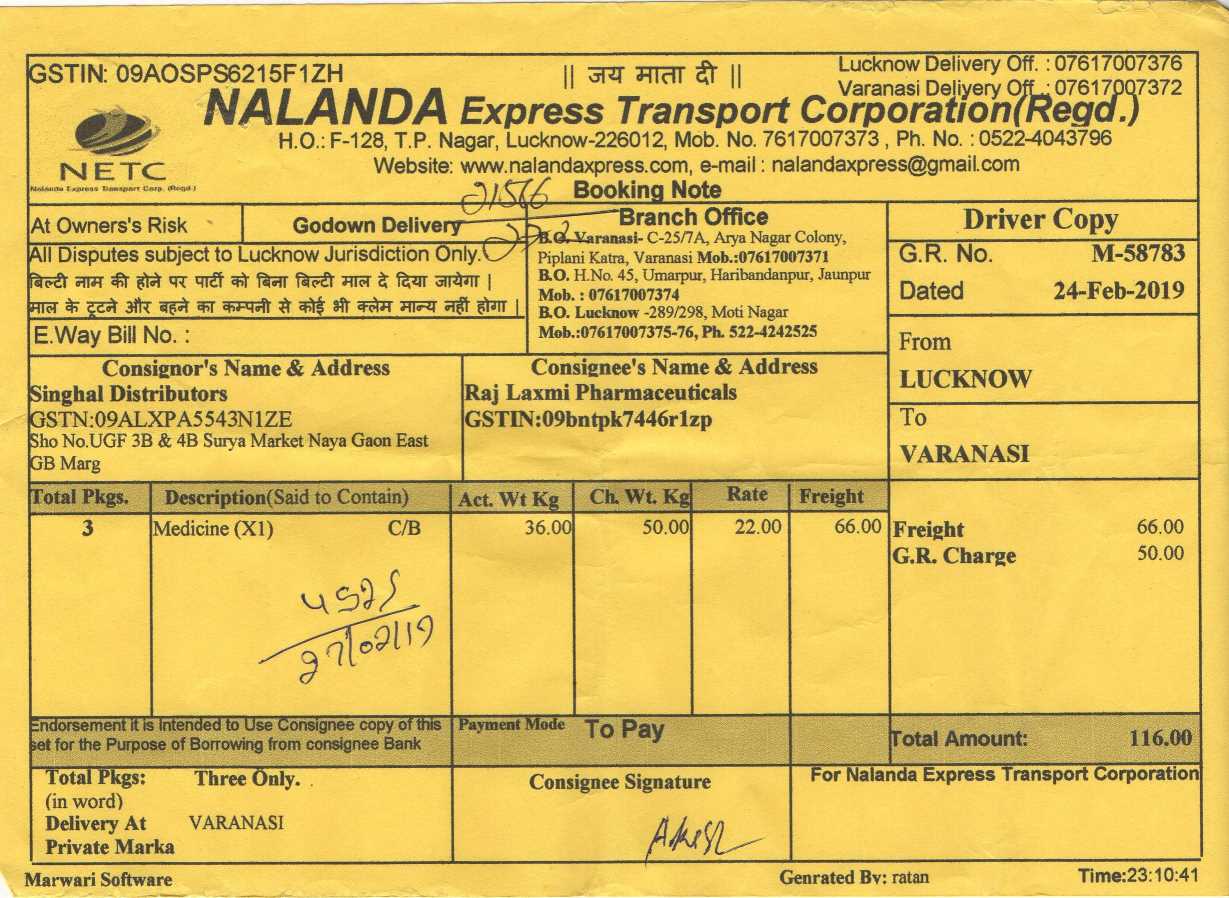 GSTIN: 09AOSPS6215F1ZH
|| जय माता दी ||
Lucknow Delivery Off. : 07617007376
Varanasi Delivery Off. : 07617007372
NALANDA Express Transport Corporation(Regd.)
H.O.: F-128, T.P. Nagar, Lucknow-226012, Mob. No. 7617007373 , Ph. No. : 0522-4043796
NETC
Nalanda Express Transport Corp. (Regd.)
Website: www.nalandaxpress.com, e-mail : nalandaxpress@gmail.com
Booking Note
At Owners's Risk
Godown Delivery
All Disputes subject to Lucknow Jurisdiction Only.
बिल्टी नाम की होने पर पार्टी को बिना बिल्टी माल दे दिया जायेगा |
माल के टूटने और बहने का कम्पनी से कोई भी क्लेम मान्य नहीं होगा |
E.Way Bill No. :
Branch Office
B.O. Varanasi- C-25/7A, Arya Nagar Colony,
Piplani Katra, Varanasi Mob.:07617007371
B.O. H.No. 45, Umarpur, Haribandanpur, Jaunpur
Mob. : 07617007374
B.O. Lucknow -289/298, Moti Nagar
Mob.:07617007375-76, Ph. 522-4242525
Driver Copy
G.R. No. M-58783
Dated 24-Feb-2019
From
LUCKNOW
To
VARANASI
Consignor's Name & Address
Singhal Distributors
GSTN:09ALXPA5543N1ZE
Sho No.UGF 3B & 4B Surya Market Naya Gaon East
GB Marg
Consignee's Name & Address
Raj Laxmi Pharmaceuticals
GSTIN:09bntpk7446r1zp
Total Pkgs. Description(Said to Contain) Act. Wt Kg Ch. Wt. Kg Rate Freight
3 Medicine (X1) C/B 36.00 50.00 22.00 66.00
Freight 66.00
G.R. Charge 50.00
27/02/19
Endorsement it is Intended to Use Consignee copy of this
set for the Purpose of Borrowing from consignee Bank
Payment Mode To Pay
Total Amount: 116.00
Total Pkgs: Three Only.
(in word)
Delivery At VARANASI
Private Marka
Consignee Signature
For Nalanda Express Transport Corporation
Marwari Software
Genrated By: ratan
Time:23:10:41